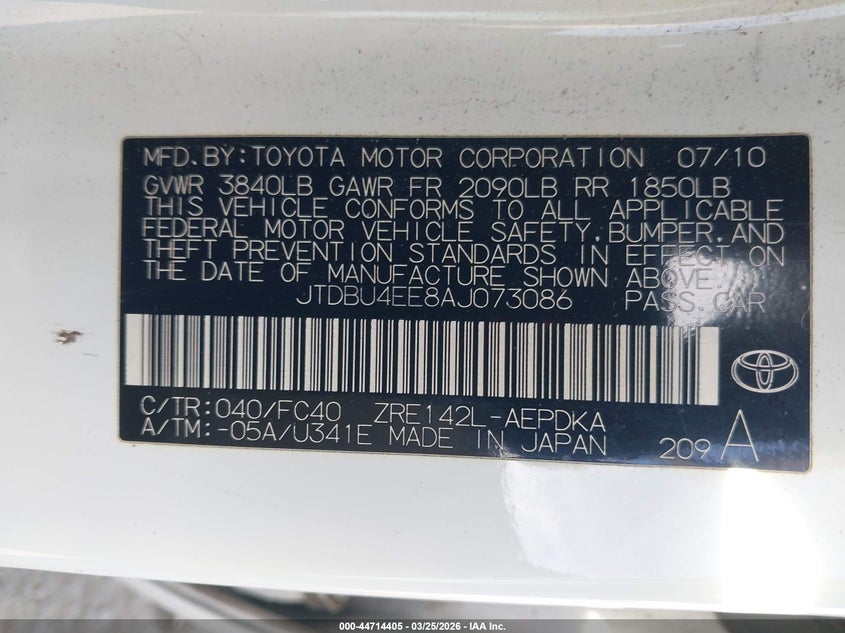 MFD.BY:TOYOTA MOTOR CORPORATION 07/10
GVWR 3840LB GAWR FR 2090LB RR 1850LB
THIS VEHICLE CONFORMS TO ALL APPLICABLE
FEDERAL MOTOR VEHICLE SAFETY,BUMPER,AND
THEFT PREVENTION STANDARDS IN EFFECT ON
THE DATE OF MANUFACTURE SHOWN ABOVE.
JTDBU4EE8AJ073086 PASS.CAR
C/TR:040/FC40 ZRE142L-AEPDKA
A/TM:-05A/U341E MADE IN JAPAN 209 A
000-44714405 - 03/25/2026 - IAA Inc.